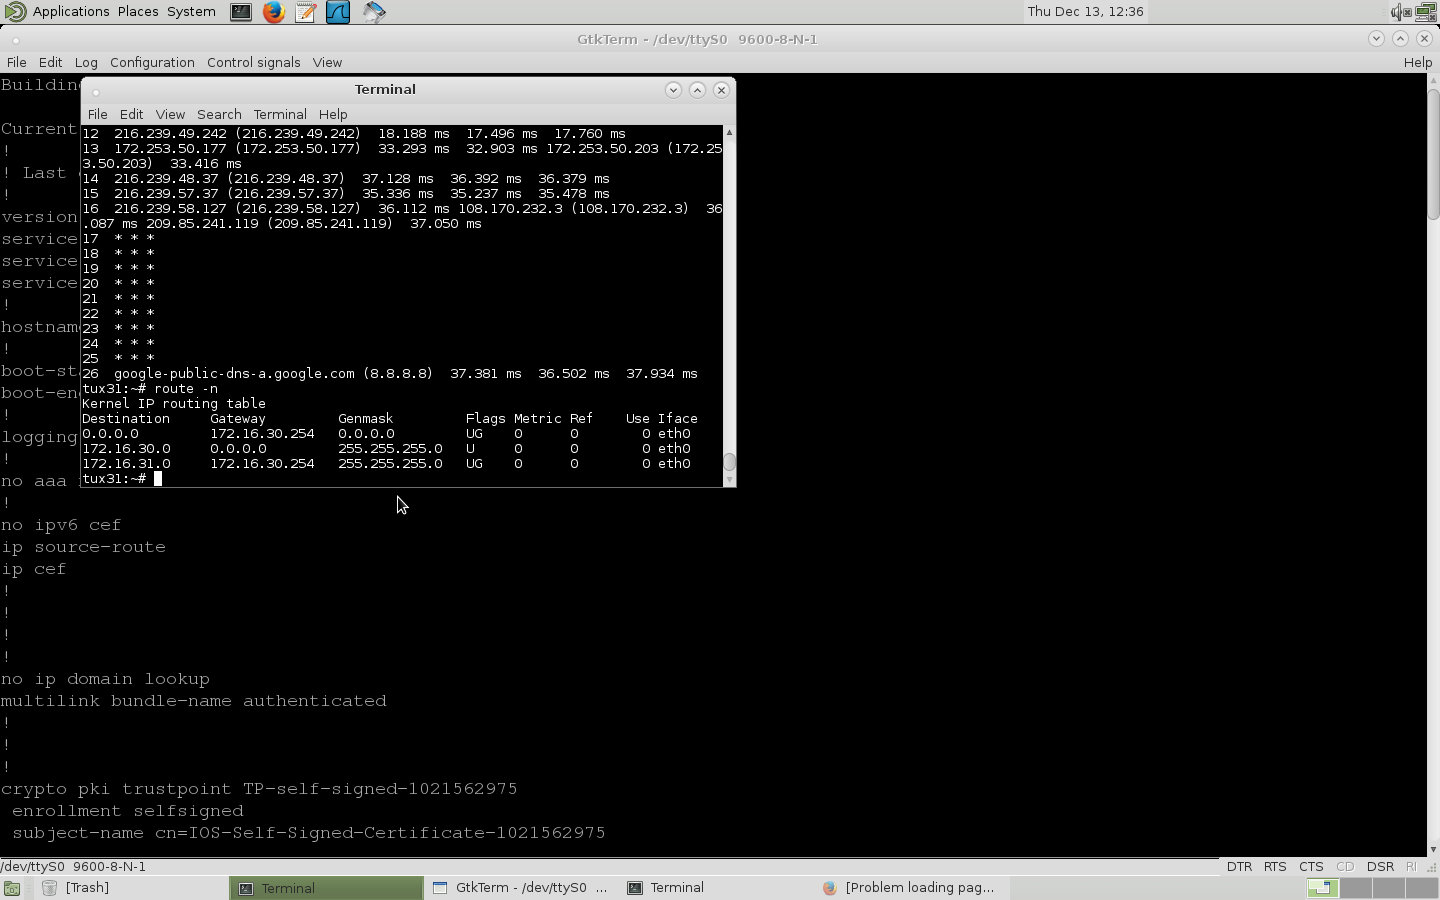 Applications Places System
Thu Dec 13, 12:36
GtkTerm - /dev/ttyS0 9600-8-N-1
File Edit Log Configuration Control signals View Help
Building
Current
!
! Last
!
version
service
service
service
!
hostname
!
boot-sta
boot-en
!
logging
!
no aaa
!
no ipv6 cef
ip source-route
ip cef
!
!
!
!
no ip domain lookup
multilink bundle-name authenticated
!
!
!
crypto pki trustpoint TP-self-signed-1021562975
enrollment selfsigned
subject-name cn=IOS-Self-Signed-Certificate-1021562975
Terminal
File Edit View Search Terminal Help
12 216.239.49.242 (216.239.49.242) 18.188 ms 17.496 ms 17.760 ms
13 172.253.50.177 (172.253.50.177) 33.293 ms 32.903 ms 172.253.50.203 (172.25
3.50.203) 33.416 ms
14 216.239.48.37 (216.239.48.37) 37.128 ms 36.392 ms 36.379 ms
15 216.239.57.37 (216.239.57.37) 35.336 ms 35.237 ms 35.478 ms
16 216.239.58.127 (216.239.58.127) 36.112 ms 108.170.232.3 (108.170.232.3) 36
.087 ms 209.85.241.119 (209.85.241.119) 37.050 ms
17 * * *
18 * * *
19 * * *
20 * * *
21 * * *
22 * * *
23 * * *
24 * * *
25 * * *
26 google-public-dns-a.google.com (8.8.8.8) 37.381 ms 36.502 ms 37.934 ms
tux31:~# route -n
Kernel IP routing table
Destination Gateway Genmask Flags Metric Ref Use Iface
0.0.0.0 172.16.30.254 0.0.0.0 UG 0 0 0 eth0
172.16.30.0 0.0.0.0 255.255.255.0 U 0 0 0 eth0
172.16.31.0 172.16.30.254 255.255.255.0 UG 0 0 0 eth0
tux31:~#
/dev/ttyS0 9600-8-N-1 DTR RTS CTS CD DSR RI
[Trash] Terminal GtkTerm - /dev/ttyS0 ... Terminal [Problem loading pag...